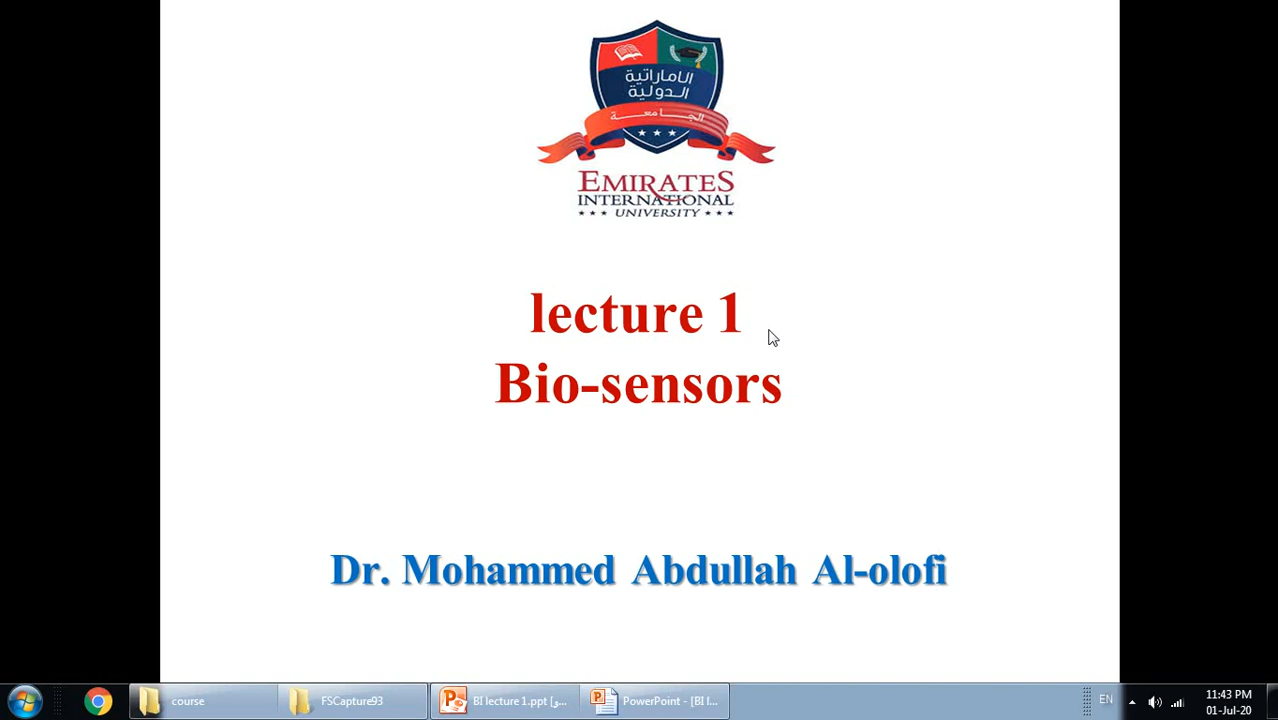 الاماراتية
الدولية
الجامعة
EMIRATES
INTERNATIONAL
UNIVERSITY
lecture 1
Bio-sensors
Dr. Mohammed Abdullah Al-olofi
course
FSCapture93
BI lecture 1.ppt [و...
PowerPoint - [BI l...
EN
11:43 PM
01-Jul-20